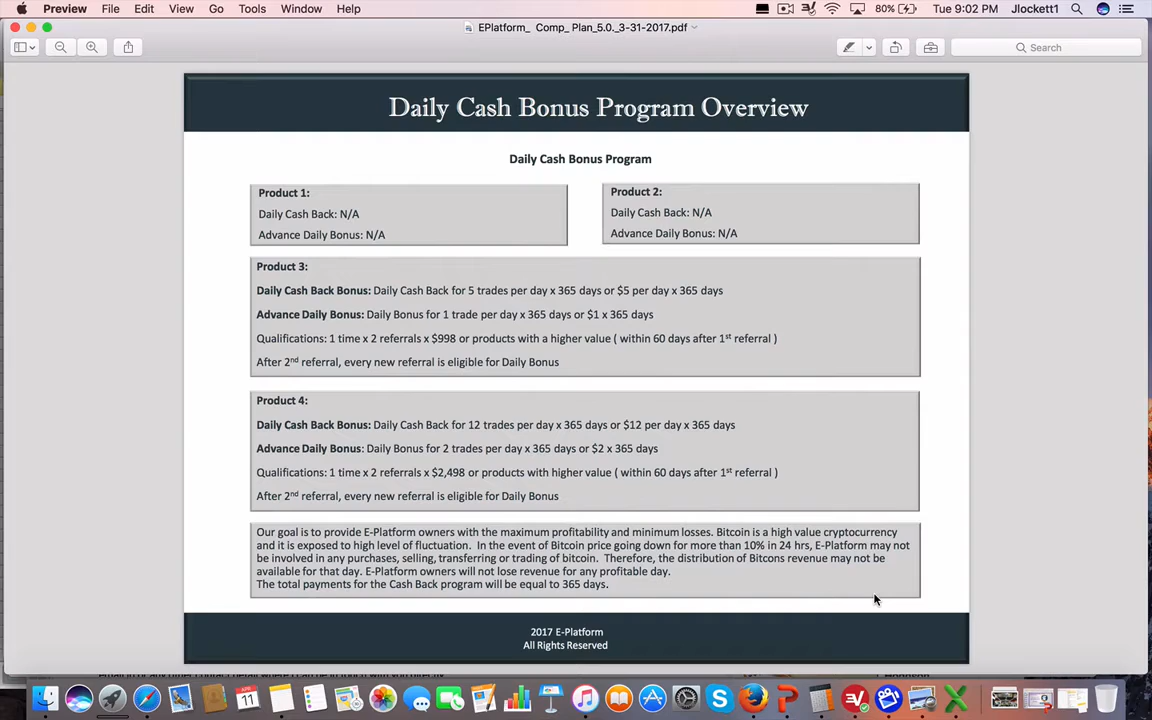 Preview File Edit View Go Tools Window Help 80% Tue 9:02 PM Jlockett1
EPlatform_ Comp_ Plan_5.0._3-31-2017.pdf
Search
Daily Cash Bonus Program Overview
Daily Cash Bonus Program
Product 1:
Daily Cash Back: N/A
Advance Daily Bonus: N/A
Product 2:
Daily Cash Back: N/A
Advance Daily Bonus: N/A
Product 3:
Daily Cash Back Bonus: Daily Cash Back for 5 trades per day x 365 days or $5 per day x 365 days
Advance Daily Bonus: Daily Bonus for 1 trade per day x 365 days or $1 x 365 days
Qualifications: 1 time x 2 referrals x $998 or products with a higher value ( within 60 days after 1st referral )
After 2nd referral, every new referral is eligible for Daily Bonus
Product 4:
Daily Cash Back Bonus: Daily Cash Back for 12 trades per day x 365 days or $12 per day x 365 days
Advance Daily Bonus: Daily Bonus for 2 trades per day x 365 days or $2 x 365 days
Qualifications: 1 time x 2 referrals x $2,498 or products with higher value ( within 60 days after 1st referral )
After 2nd referral, every new referral is eligible for Daily Bonus
Our goal is to provide E-Platform owners with the maximum profitability and minimum losses. Bitcoin is a high value cryptocurrency
and it is exposed to high level of fluctuation. In the event of Bitcoin price going down for more than 10% in 24 hrs, E-Platform may not
be involved in any purchases, selling, transferring or trading of bitcoin. Therefore, the distribution of Bitcons revenue may not be
available for that day. E-Platform owners will not lose revenue for any profitable day.
The total payments for the Cash Back program will be equal to 365 days.
2017 E-Platform
All Rights Reserved
APR
11